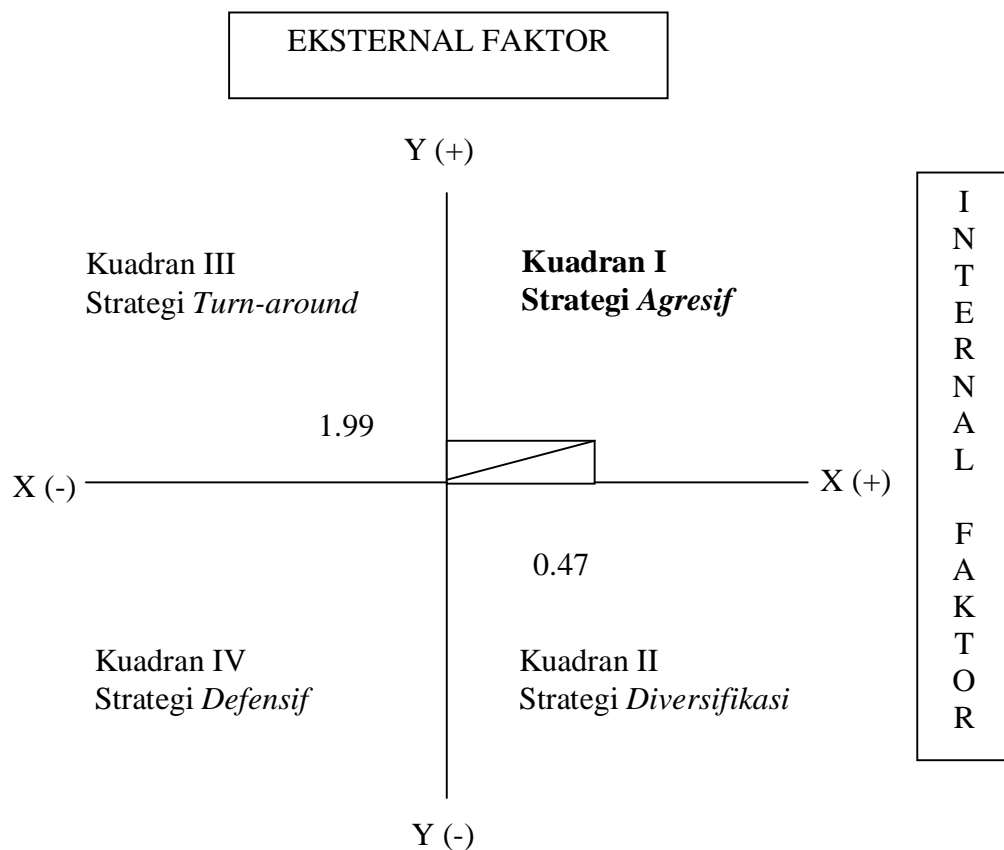 EKSTERNAL FAKTOR
Y (+)
Kuadran III
Strategi Turn-around
Kuadran I
Strategi Agresif
1.99
X (-)
X (+)
0.47
Kuadran IV
Strategi Defensif
Kuadran II
Strategi Diversifikasi
Y (-)
I
N
T
E
R
N
A
L
F
A
K
T
O
R